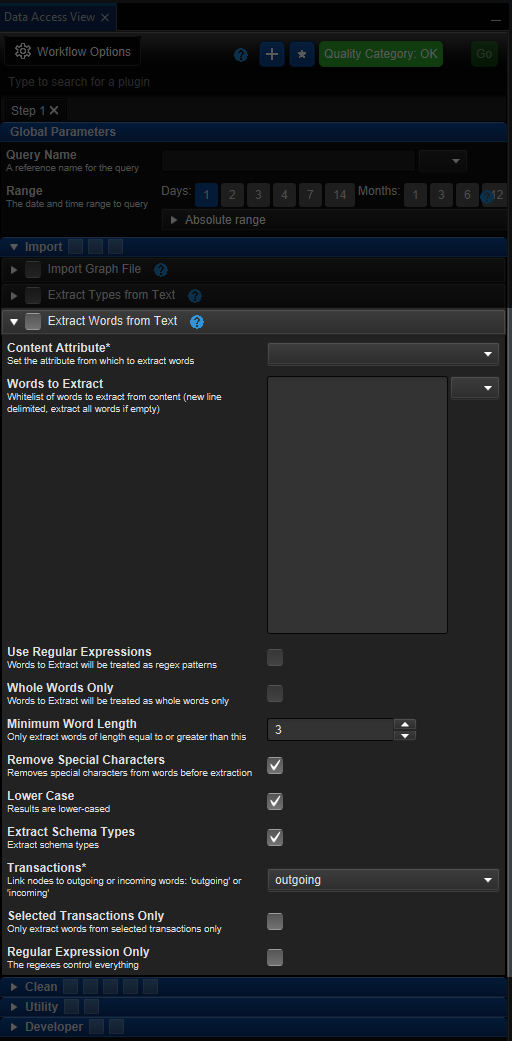 Data Access View
Workflow Options
Quality Category: OK
Go
Type to search for a plugin
Step 1
Global Parameters
Query Name
A reference name for the query
Range
The date and time range to query
Days: 1 2 3 4 7 14 Months: 1 3 6 12
Absolute range
Import
Import Graph File
Extract Types from Text
Extract Words from Text
Content Attribute*
Set the attribute from which to extract words
Words to Extract
Whitelist of words to extract from content (new line
delimited, extract all words if empty)
Use Regular Expressions
Words to Extract will be treated as regex patterns
Whole Words Only
Words to Extract will be treated as whole words only
Minimum Word Length
Only extract words of length equal to or greater than this
3
Remove Special Characters
Removes special characters from words before extraction
Lower Case
Results are lower-cased
Extract Schema Types
Extract schema types
Transactions*
Link nodes to outgoing or incoming words: 'outgoing' or
'incoming'
outgoing
Selected Transactions Only
Only extract words from selected transactions only
Regular Expression Only
The regexes control everything
Clean
Utility
Developer